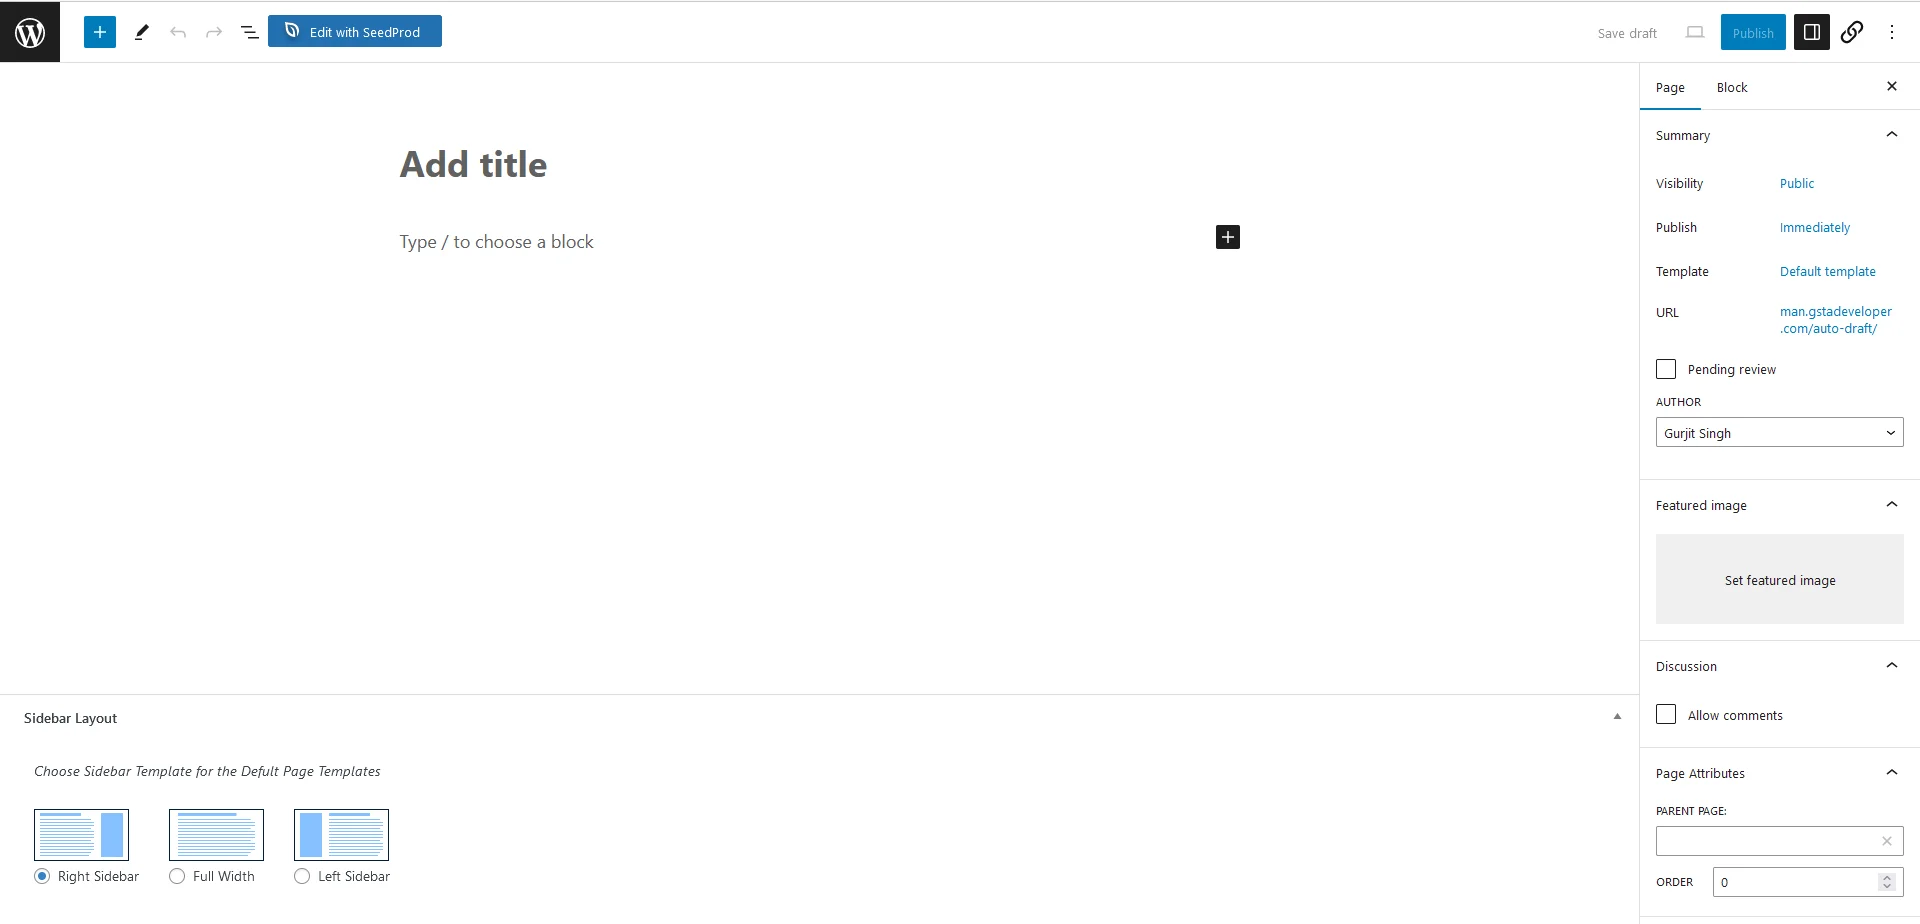 Edit with SeedProd
Save draft
Publish
Page
Block
Add title
Type / to choose a block
Summary
Visibility
Public
Publish
Immediately
Template
Default template
URL
man.gstadeveloper
.com/auto-draft/
Pending review
AUTHOR
Gurjit Singh
Featured image
Set featured image
Discussion
Allow comments
Page Attributes
PARENT PAGE:
ORDER
0
Sidebar Layout
Choose Sidebar Template for the Defult Page Templates
Right Sidebar
Full Width
Left Sidebar